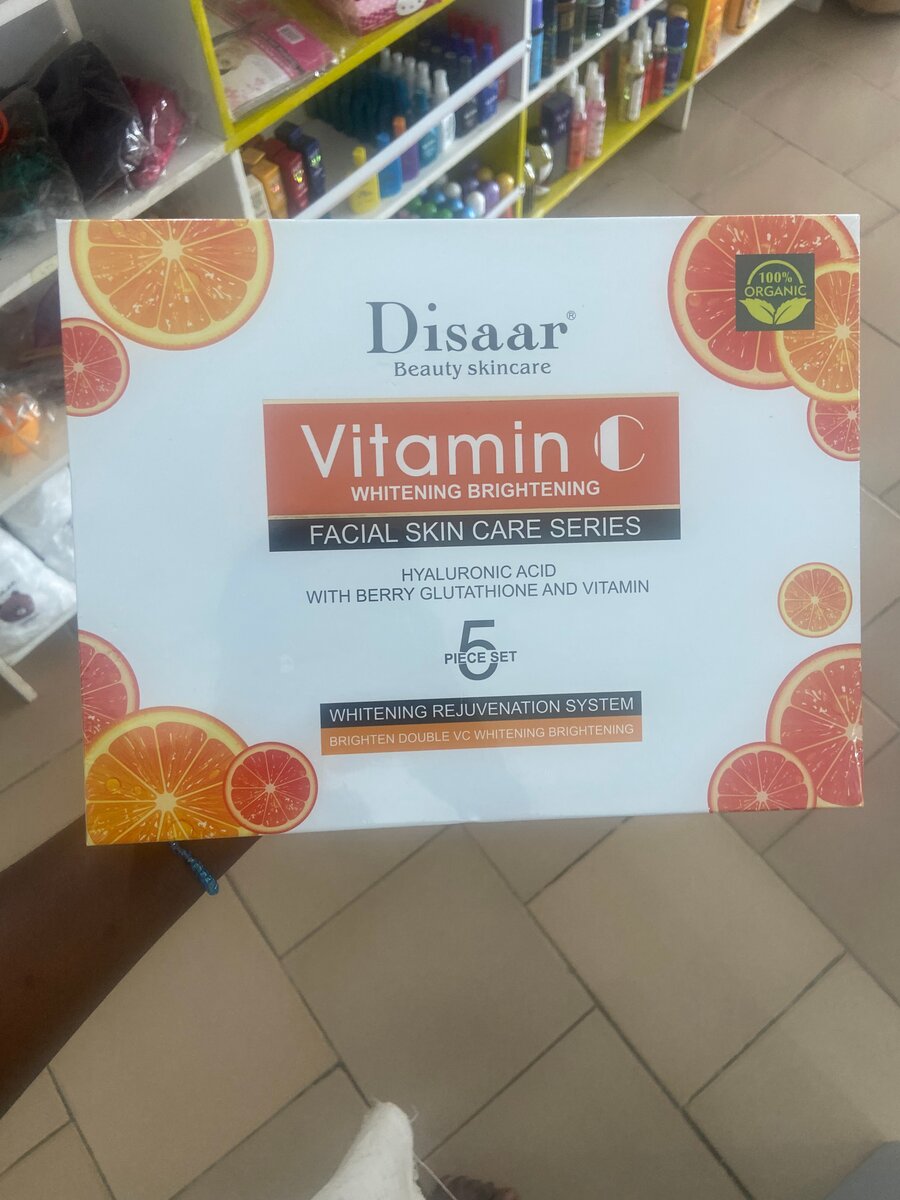 100%
ORGANIC
Disaar®
Beauty skincare
Vitamin C
WHITENING BRIGHTENING
FACIAL SKIN CARE SERIES
HYALURONIC ACID
WITH BERRY GLUTATHIONE AND VITAMIN
5
PIECE SET
WHITENING REJUVENATION SYSTEM
BRIGHTEN DOUBLE VC WHITENING BRIGHTENING